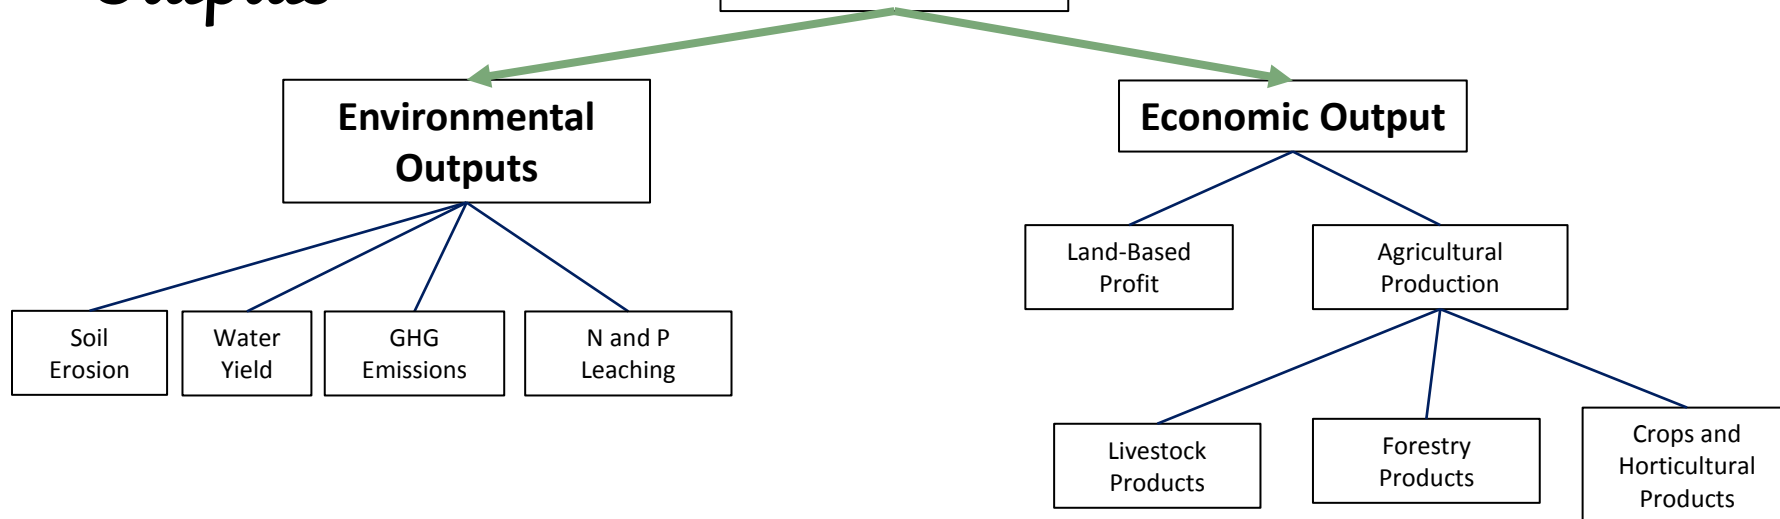 Environmental
Outputs
Economic Output
Land-Based
Profit
Agricultural
Production
Soil
Erosion
Water
Yield
GHG
Emissions
N and P
Leaching
Livestock
Products
Forestry
Products
Crops and
Horticultural
Products